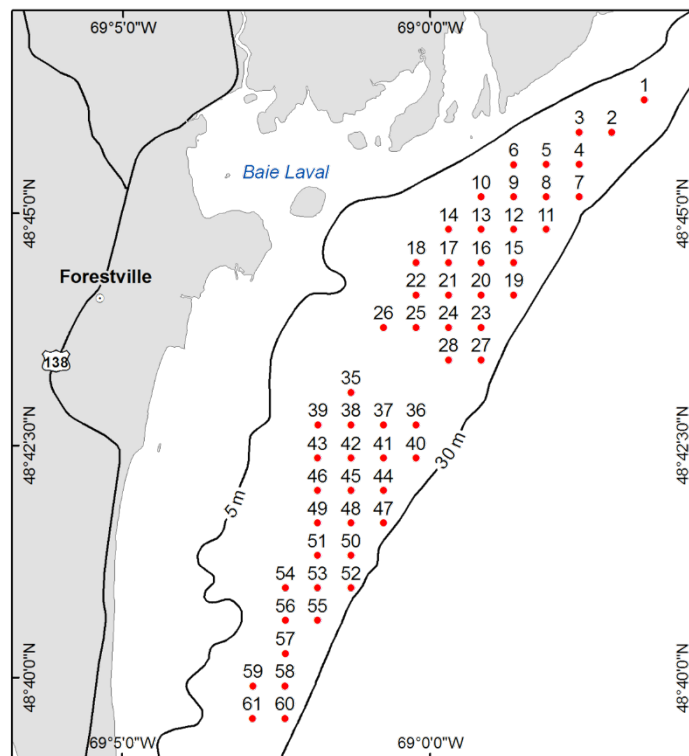 69°5'0"W 69°0'0"W
1
3 2
6 5 4
Baie Laval
10 9 8 7
48°45'0"N 48°45'0"N
14 13 12 11
18 17 16 15
Forestville
22 21 20 19
26 25 24 23
138
28 27
35
39 38 37 36
48°42'30"N 48°42'30"N
43 42 41 40
30 m
46 45 44
5 m
49 48 47
51 50
54 53 52
56 55
57
48°40'0"N 48°40'0"N
59 58
61 60
69°5'0"W 69°0'0"W